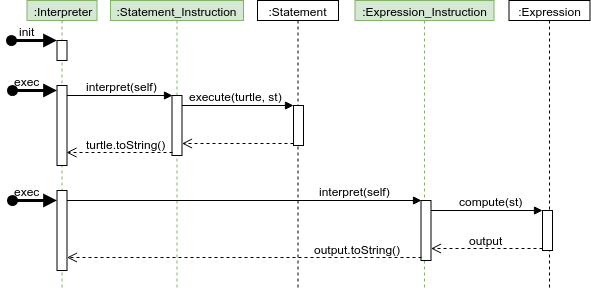 :Interpreter
:Statement_Instruction
:Statement
:Expression_Instruction
:Expression
init
exec
interpret(self)
execute(turtle, st)
turtle.toString()
exec
interpret(self)
compute(st)
output
output.toString()